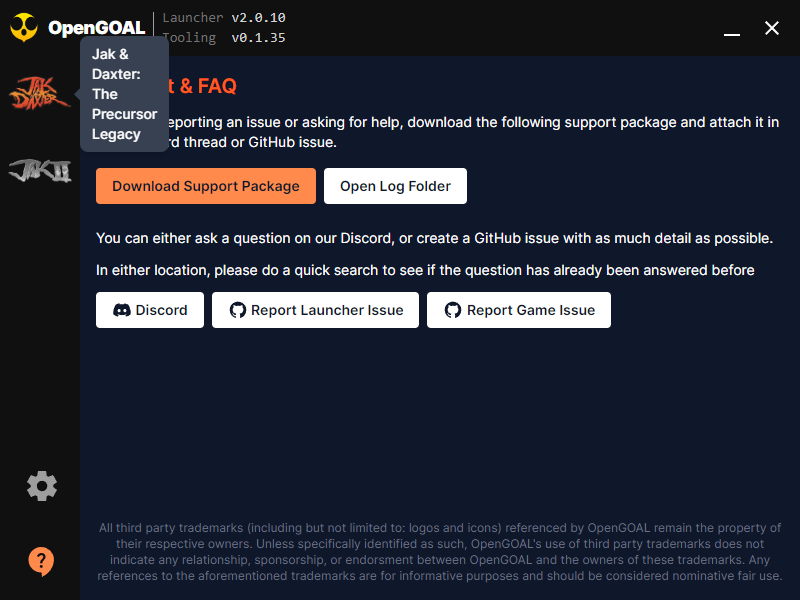 OpenGOAL
Launcher v2.0.10
Tooling v0.1.35
JAK
DAXTER
Jak &
Daxter:
The
Precursor
Legacy
JAK II
t & FAQ
eporting an issue or asking for help, download the following support package and attach it in
rd thread or GitHub issue.
Download Support Package
Open Log Folder
You can either ask a question on our Discord, or create a GitHub issue with as much detail as possible.
In either location, please do a quick search to see if the question has already been answered before
Discord
Report Launcher Issue
Report Game Issue
?
All third party trademarks (including but not limited to: logos and icons) referenced by OpenGOAL remain the property of
their respective owners. Unless specifically identified as such, OpenGOAL's use of third party trademarks does not
indicate any relationship, sponsorship, or endorsment between OpenGOAL and the owners of these trademarks. Any
references to the aforementioned trademarks are for informative purposes and should be considered nominative fair use.